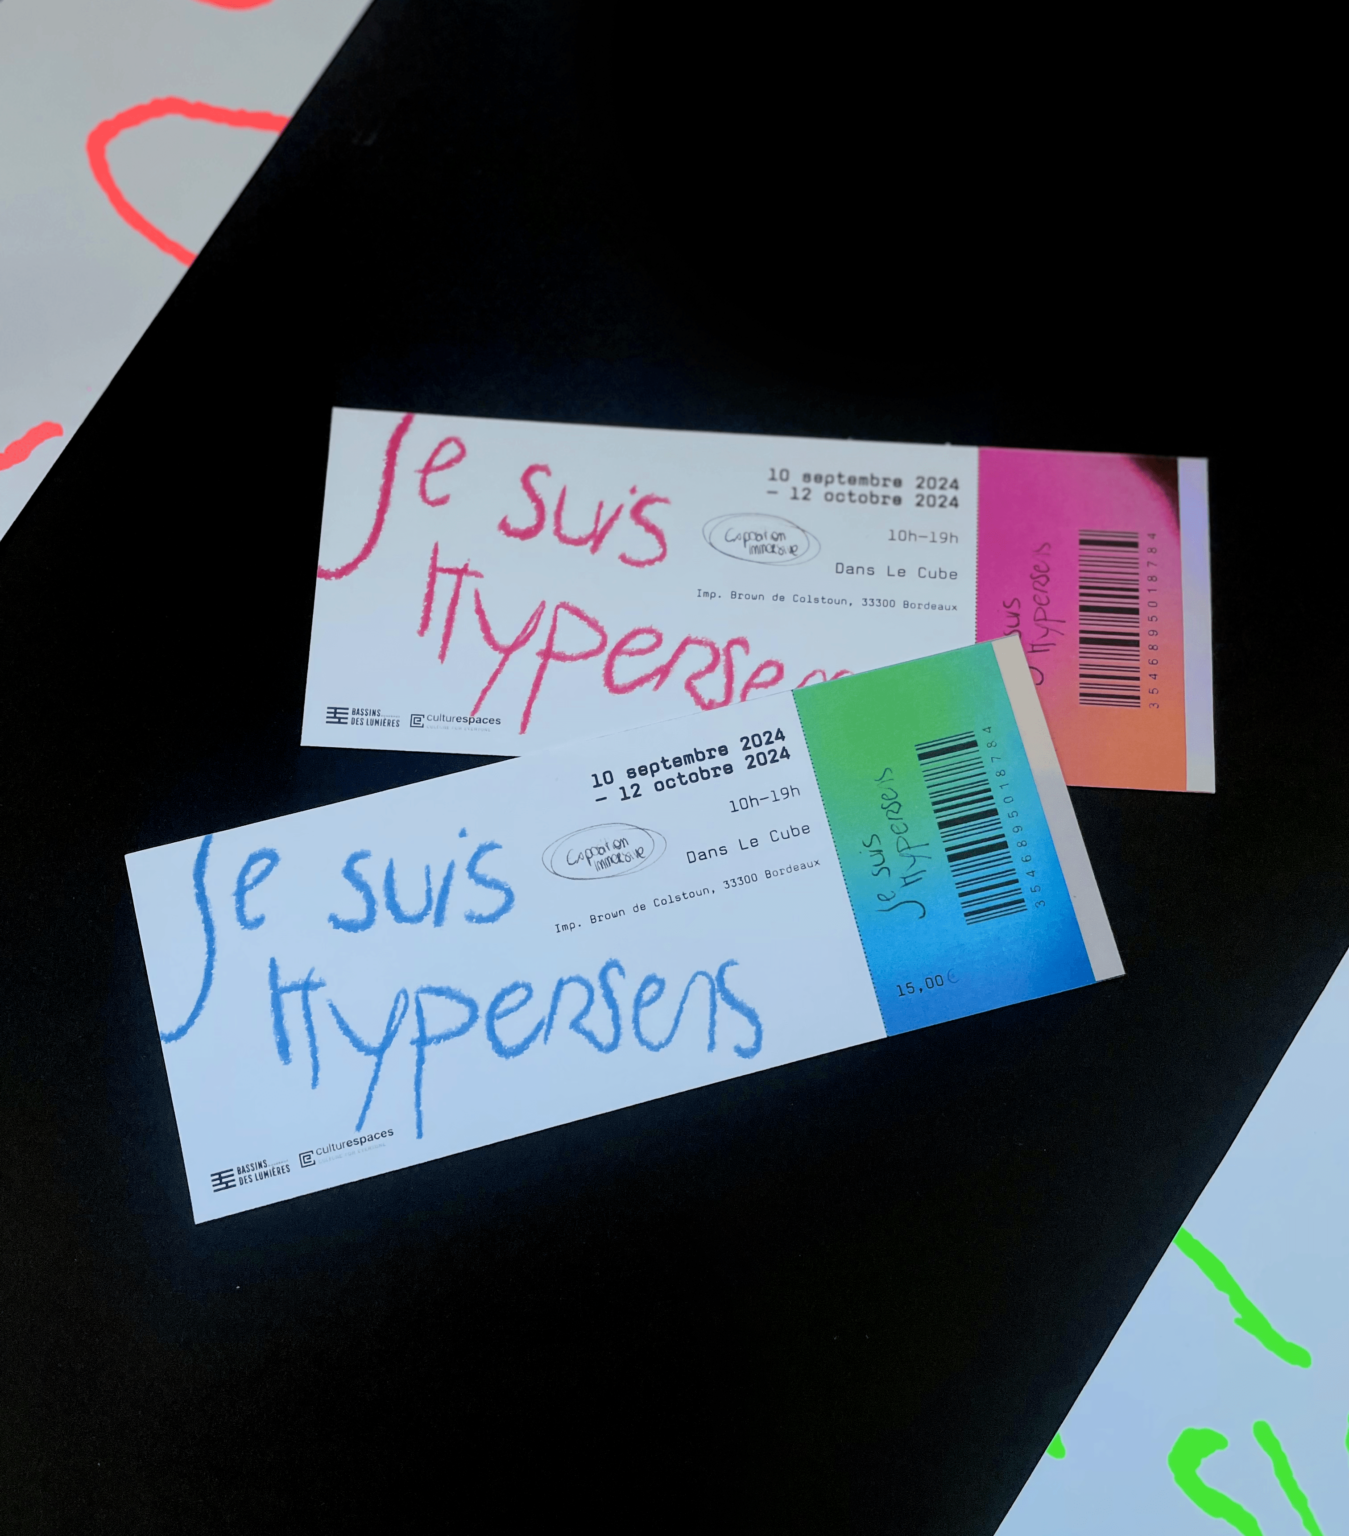 Je suis
Hypersens
10 septembre 2024
– 12 octobre 2024
Exposition
immersive
10h–19h
Dans Le Cube
Imp. Brown de Colstoun, 33300 Bordeaux
BASSINS
DES LUMIÈRES
culturespaces
suis
Hypersens
3546895018784
Je suis
Hypersens
10 septembre 2024
– 12 octobre 2024
Exposition
immersive
10h–19h
Dans Le Cube
Imp. Brown de Colstoun, 33300 Bordeaux
BASSINS
DES LUMIÈRES
culturespaces
Je suis
Hypersens
3546895018784
15,00€